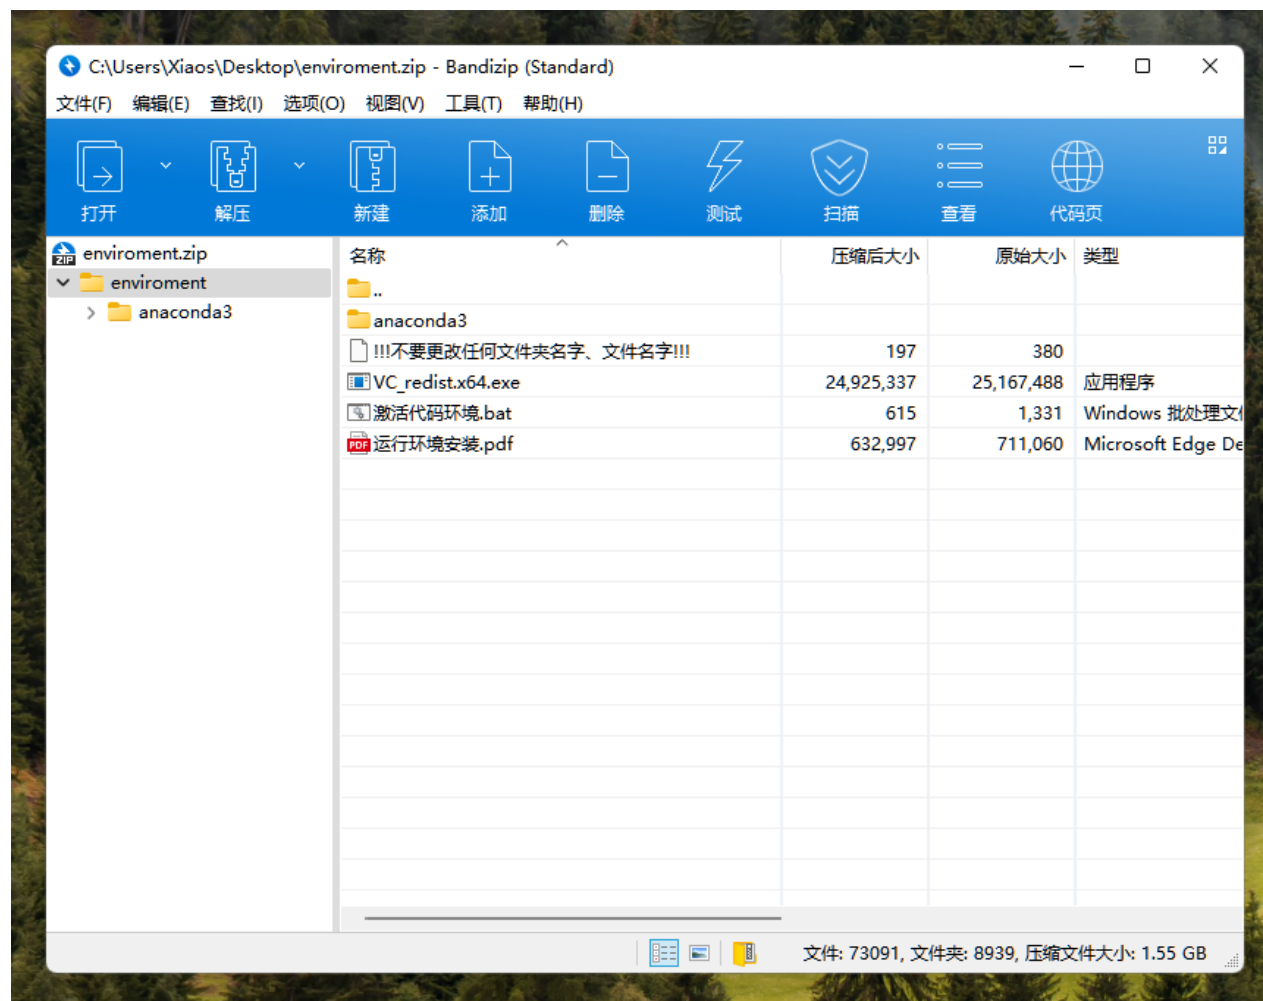 C:\Users\Xiaos\Desktop\enviroment.zip - Bandizip (Standard)
文件(F) 编辑(E) 查找(I) 选项(O) 视图(V) 工具(T) 帮助(H)
打开 解压 新建 添加 删除 测试 扫描 查看 代码页
ZIP enviroment.zip
enviroment
anaconda3
名称 压缩后大小 原始大小 类型
..
anaconda3
!!!不要更改任何文件夹名字、文件名字!!! 197 380
VC_redist.x64.exe 24,925,337 25,167,488 应用程序
激活代码环境.bat 615 1,331 Windows 批处理文
PDF 运行环境安装.pdf 632,997 711,060 Microsoft Edge De
文件: 73091, 文件夹: 8939, 压缩文件大小: 1.55 GB